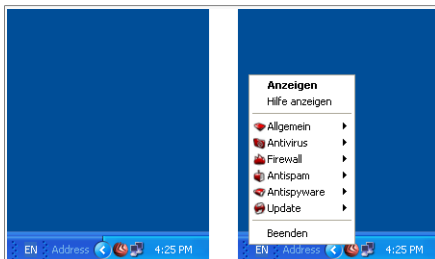 EN Address 4:25 PM
Anzeigen
Hilfe anzeigen
Allgemein
Antivirus
Firewall
Antispam
Antispyware
Update
Beenden
EN Address 4:25 PM